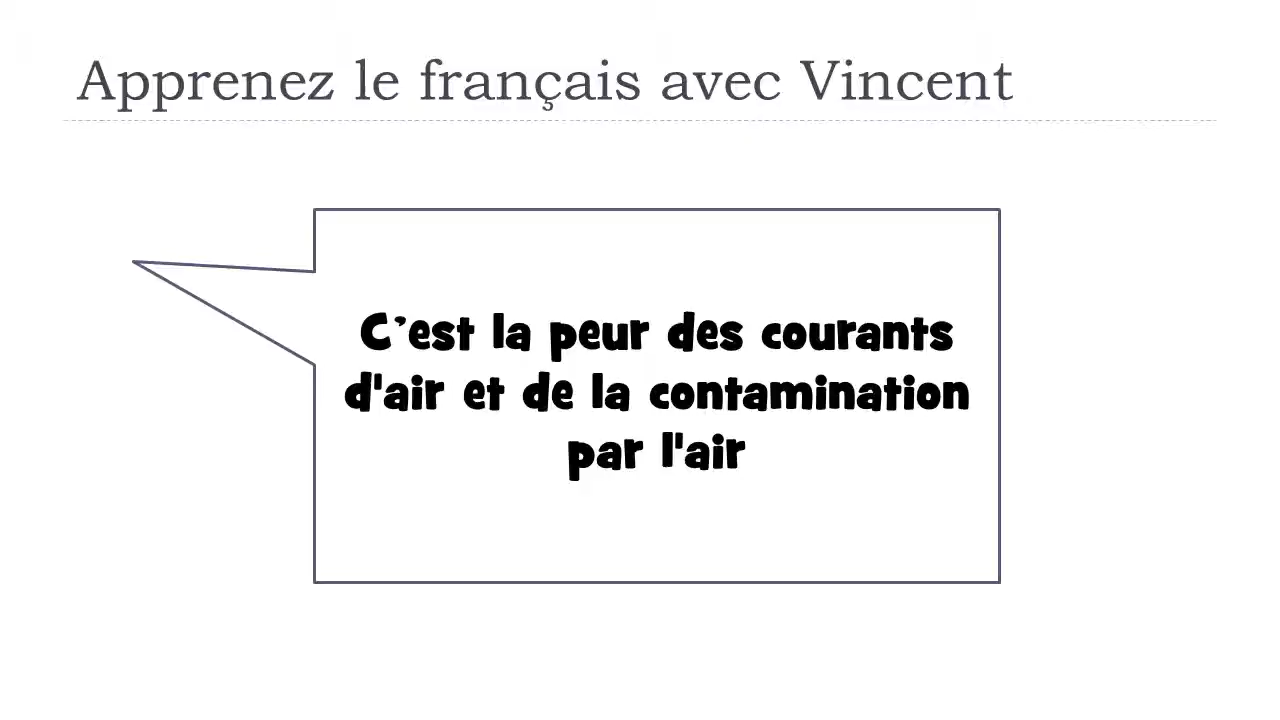 Apprenez le français avec Vincent
C’est la peur des courants
d'air et de la contamination
par l'air